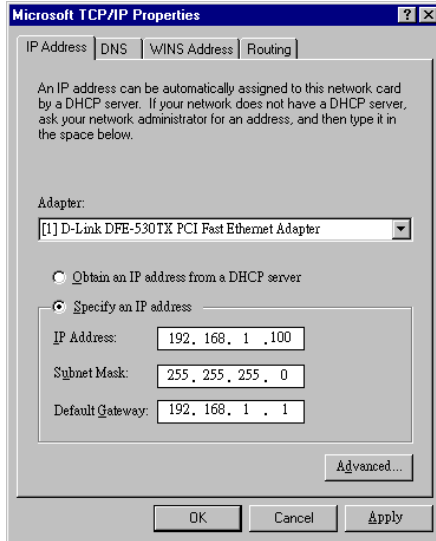 Microsoft TCP/IP Properties
IP Address DNS WINS Address Routing
An IP address can be automatically assigned to this network card
by a DHCP server. If your network does not have a DHCP server,
ask your network administrator for an address, and then type it in
the space below.
Adapter:
[1] D-Link DFE-530TX PCI Fast Ethernet Adapter
Obtain an IP address from a DHCP server
Specify an IP address
IP Address: 192. 168. 1 .100
Subnet Mask: 255. 255. 255. 0
Default Gateway: 192. 168. 1 . 1
Advanced...
OK Cancel Apply